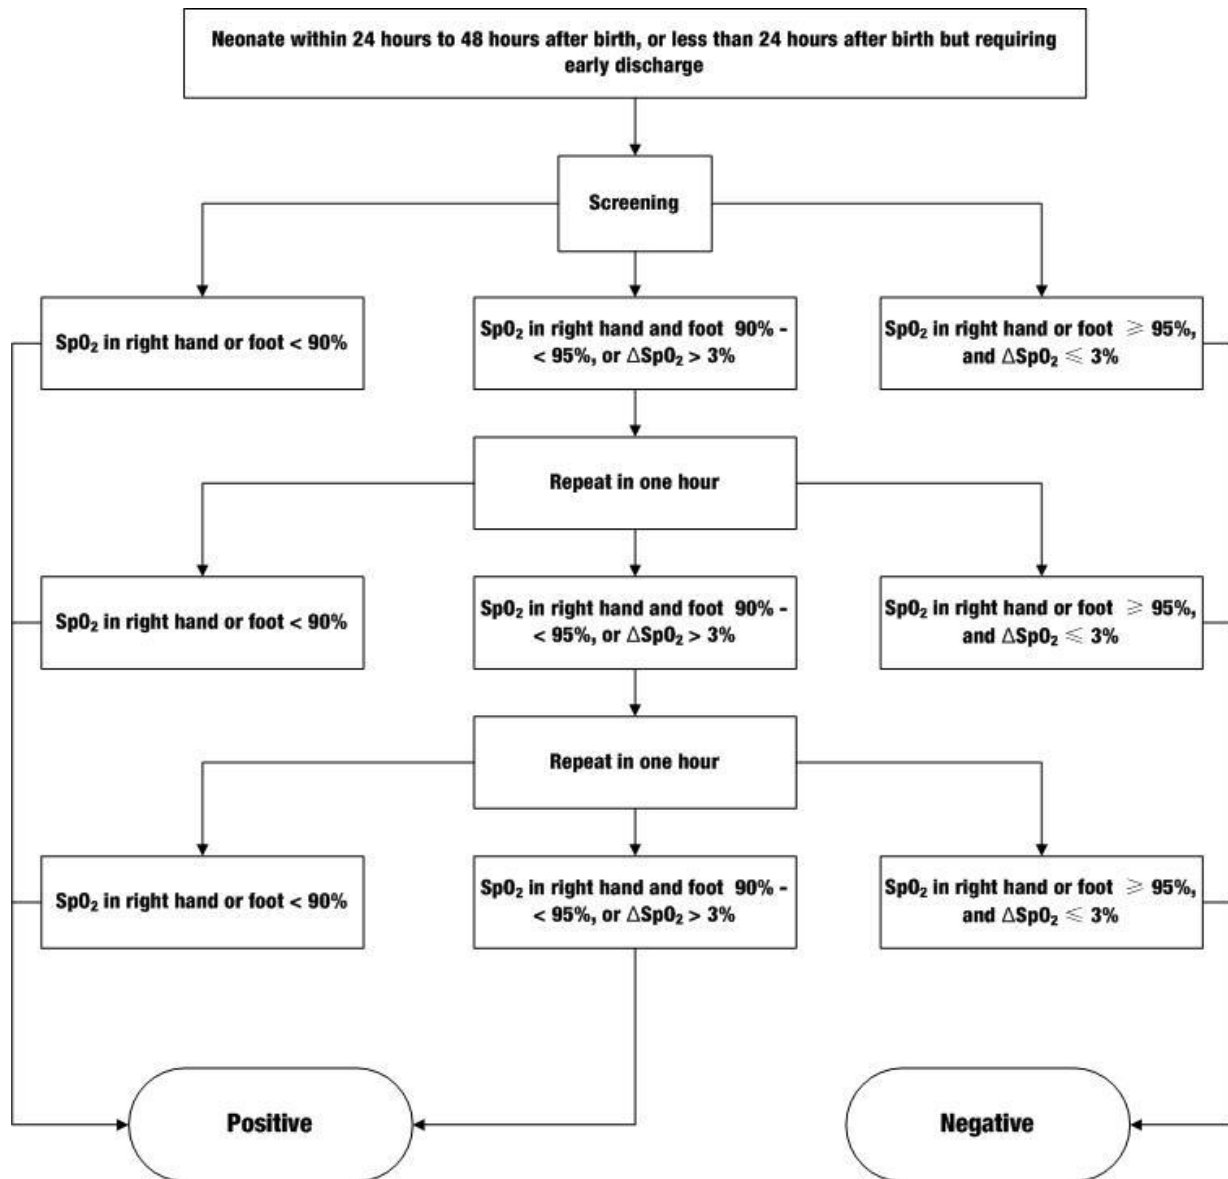 Neonate within 24 hours to 48 hours after birth, or less than 24 hours after birth but requiring
early discharge
Screening
SpO₂ in right hand or foot < 90%
SpO₂ in right hand and foot 90% -
< 95%, or ΔSpO₂ > 3%
SpO₂ in right hand or foot ≥ 95%,
and ΔSpO₂ ≤ 3%
Repeat in one hour
SpO₂ in right hand or foot < 90%
SpO₂ in right hand and foot 90% -
< 95%, or ΔSpO₂ > 3%
SpO₂ in right hand or foot ≥ 95%,
and ΔSpO₂ ≤ 3%
Repeat in one hour
SpO₂ in right hand or foot < 90%
SpO₂ in right hand and foot 90% -
< 95%, or ΔSpO₂ > 3%
SpO₂ in right hand or foot ≥ 95%,
and ΔSpO₂ ≤ 3%
Positive
Negative